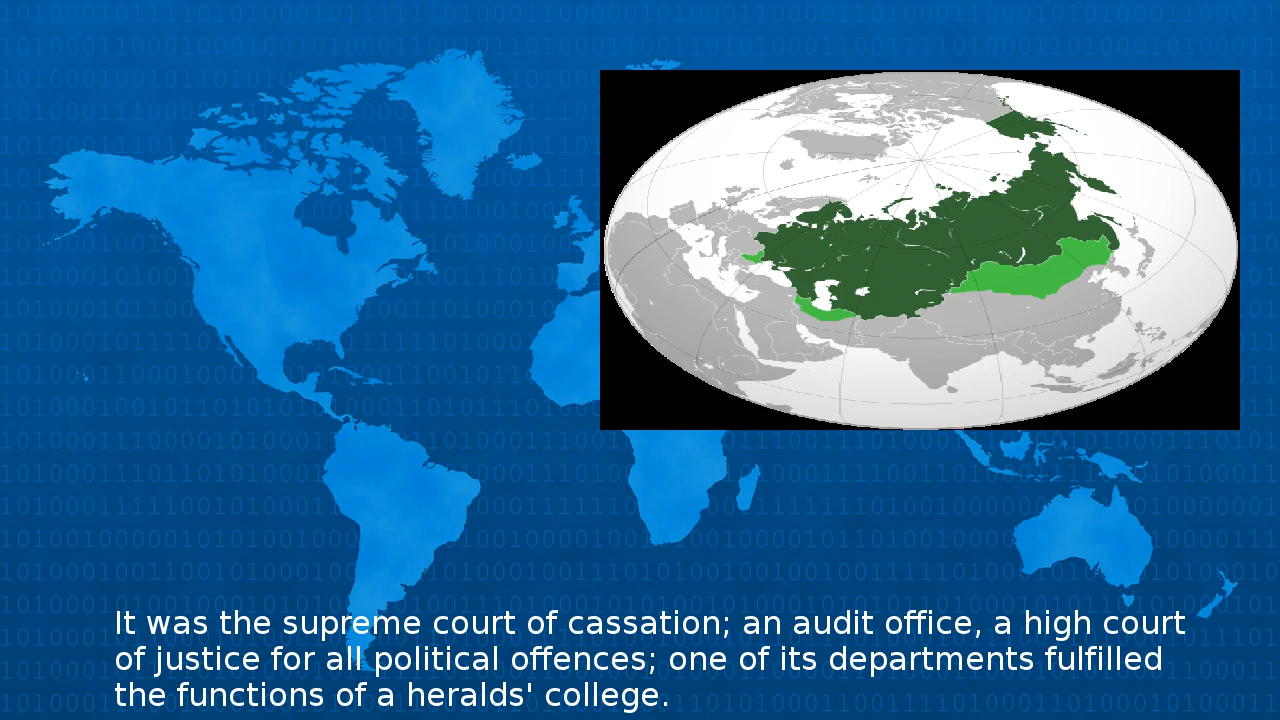 It was the supreme court of cassation; an audit office, a high court
of justice for all political offences; one of its departments fulfilled
the functions of a heralds' college.